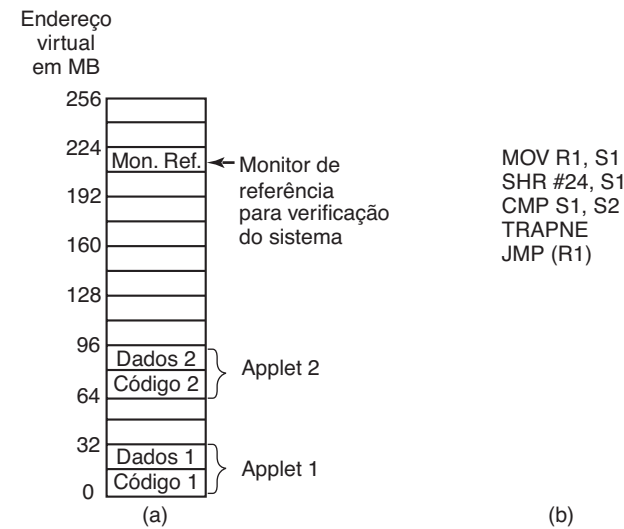 Endereço
virtual
em MB
256
224
Mon. Ref.
Monitor de
referência
para verificação
do sistema
192
160
128
96
Dados 2
Código 2
Applet 2
64
32
Dados 1
Código 1
Applet 1
0
(a)
MOV R1, S1
SHR #24, S1
CMP S1, S2
TRAPNE
JMP (R1)
(b)